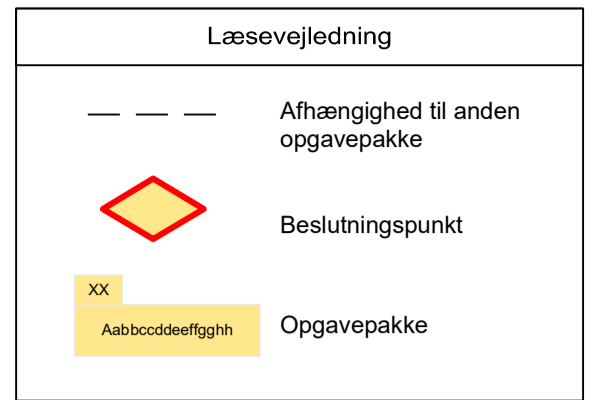 Læsevejledning
Afhængighed til anden
opgavepakke
Beslutningspunkt
XX
Aabbccddeeffgghh
Opgavepakke